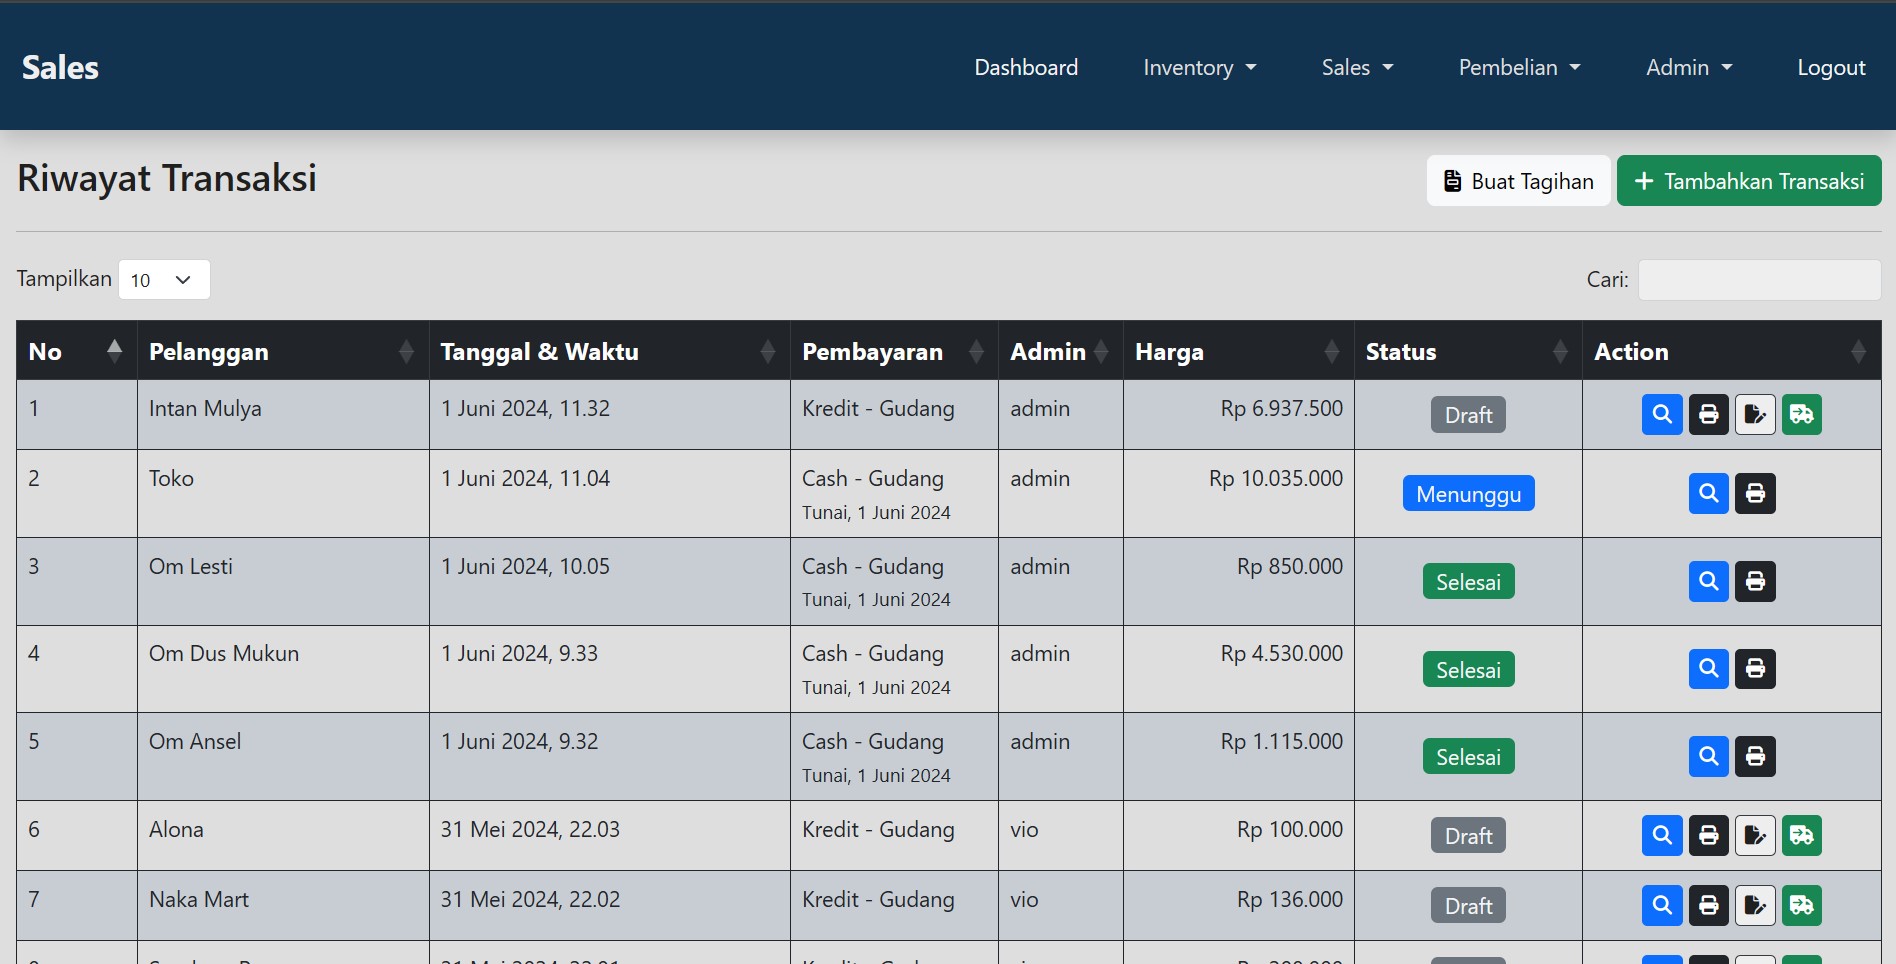 Sales
Dashboard Inventory Sales Pembelian Admin Logout
Riwayat Transaksi
Buat Tagihan
Tambahkan Transaksi
Tampilkan 10
Cari:
No Pelanggan Tanggal & Waktu Pembayaran Admin Harga Status Action
1 Intan Mulya 1 Juni 2024, 11.32 Kredit - Gudang admin Rp 6.937.500 Draft
2 Toko 1 Juni 2024, 11.04 Cash - Gudang admin Rp 10.035.000 Menunggu
Tunai, 1 Juni 2024
3 Om Lesti 1 Juni 2024, 10.05 Cash - Gudang admin Rp 850.000 Selesai
Tunai, 1 Juni 2024
4 Om Dus Mukun 1 Juni 2024, 9.33 Cash - Gudang admin Rp 4.530.000 Selesai
Tunai, 1 Juni 2024
5 Om Ansel 1 Juni 2024, 9.32 Cash - Gudang admin Rp 1.115.000 Selesai
Tunai, 1 Juni 2024
6 Alona 31 Mei 2024, 22.03 Kredit - Gudang vio Rp 100.000 Draft
7 Naka Mart 31 Mei 2024, 22.02 Kredit - Gudang vio Rp 136.000 Draft